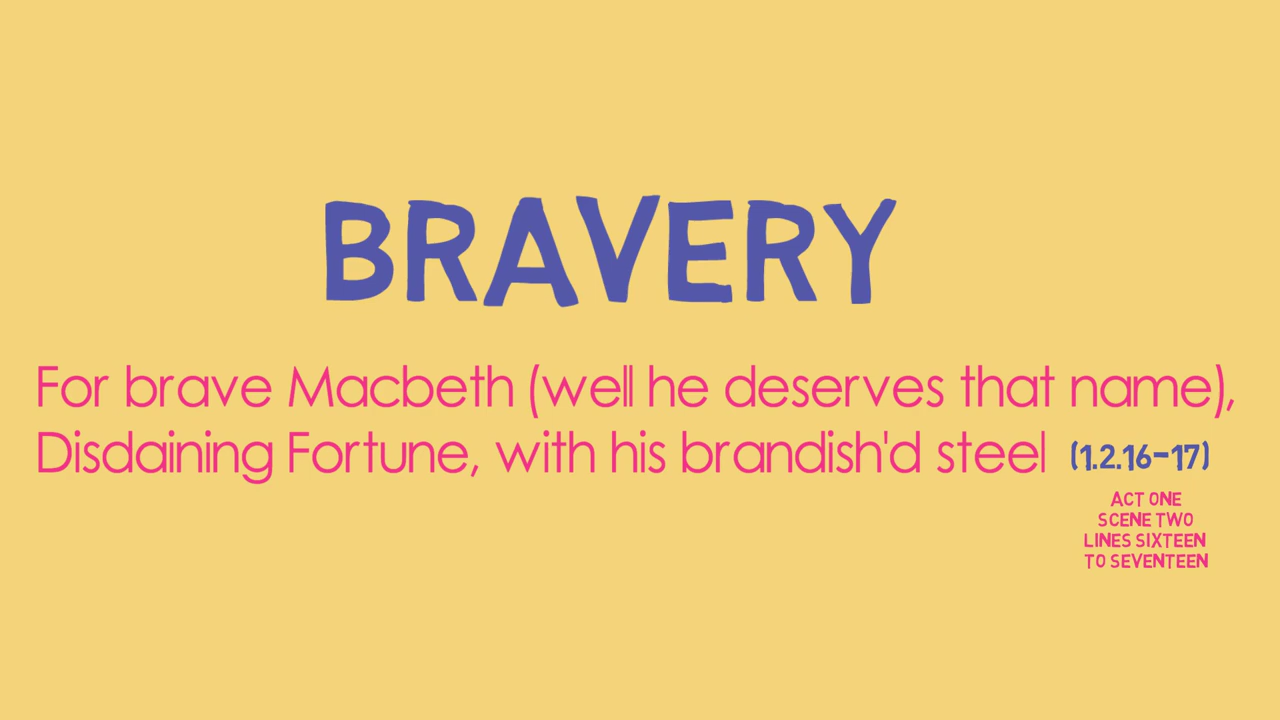 BRAVERY
For brave Macbeth (well he deserves that name),
Disdaining Fortune, with his brandish'd steel (1.2.16-17)
ACT ONE
SCENE TWO
LINES SIXTEEN
TO SEVENTEEN